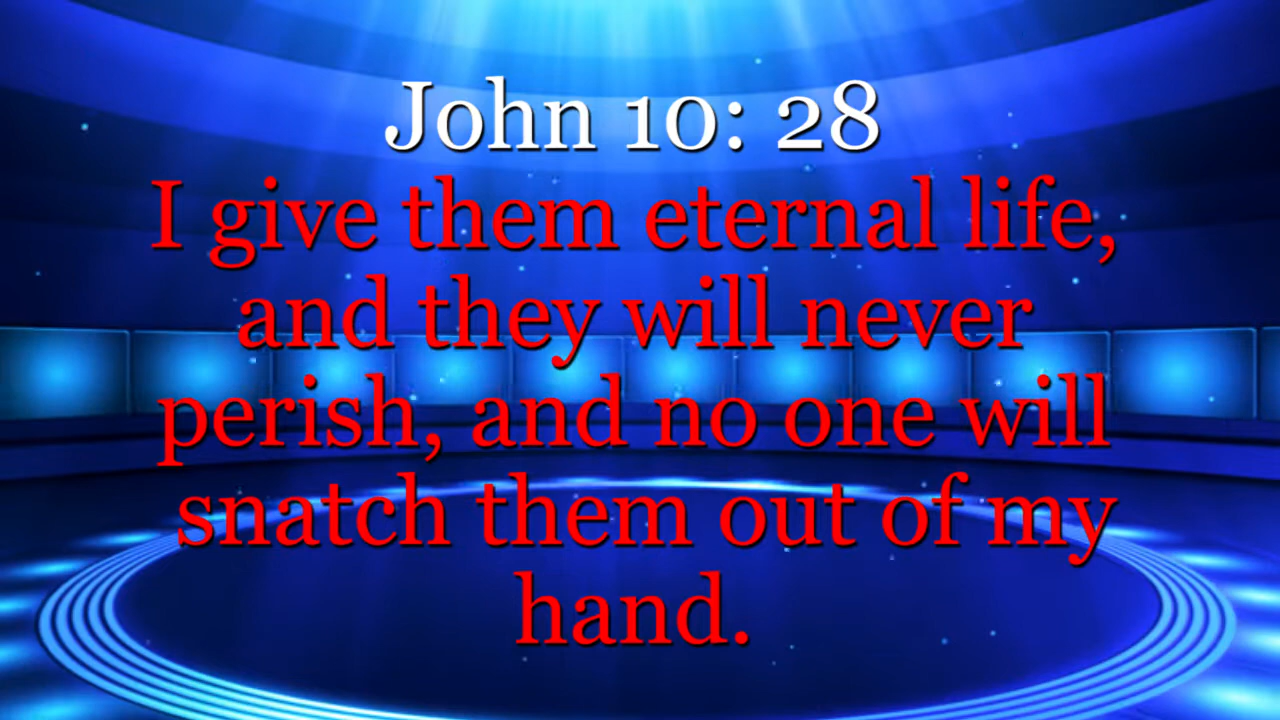 John 10: 28
I give them eternal life,
and they will never
perish, and no one will
snatch them out of my
hand.